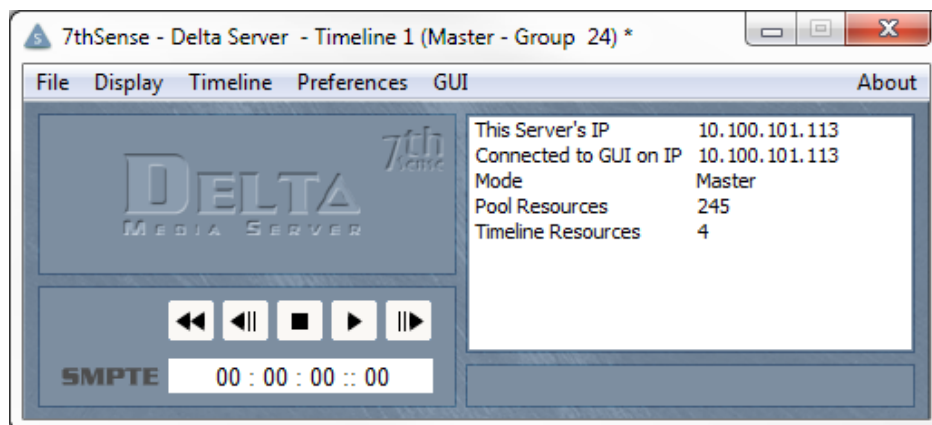 7thSense - Delta Server - Timeline 1 (Master - Group 24) *
File Display Timeline Preferences GUI About
7th Sense
DELTA
MEDIA SERVER
This Server's IP 10.100.101.113
Connected to GUI on IP 10.100.101.113
Mode Master
Pool Resources 245
Timeline Resources 4
SMPTE 00 : 00 : 00 :: 00